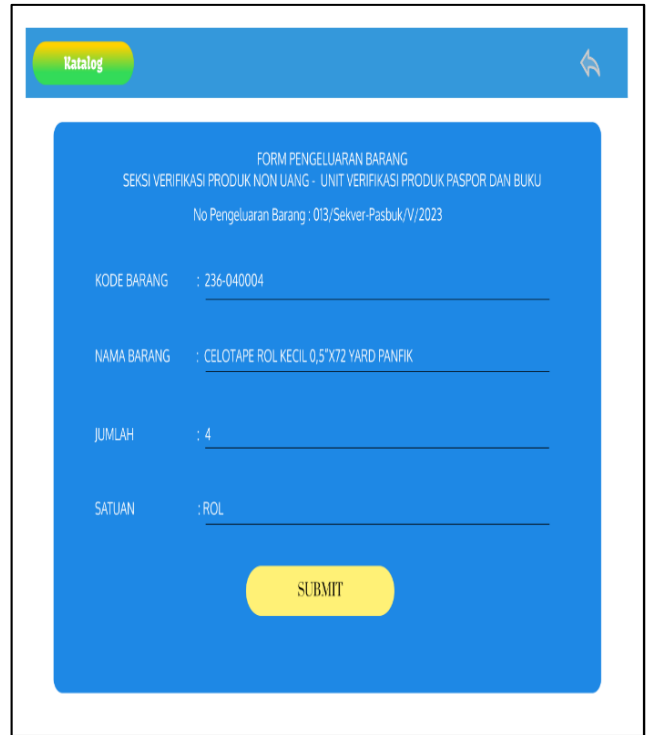 Katalog
FORM PENGELUARAN BARANG
SEKSI VERIFIKASI PRODUK NON UANG - UNIT VERIFIKASI PRODUK PASPOR DAN BUKU
No Pengeluaran Barang : 013/Sekver-Pasbuk/V/2023
KODE BARANG : 236-040004
NAMA BARANG : CELOTAPE ROL KECIL 0,5"X72 YARD PANFIK
JUMLAH : 4
SATUAN : ROL
SUBMIT